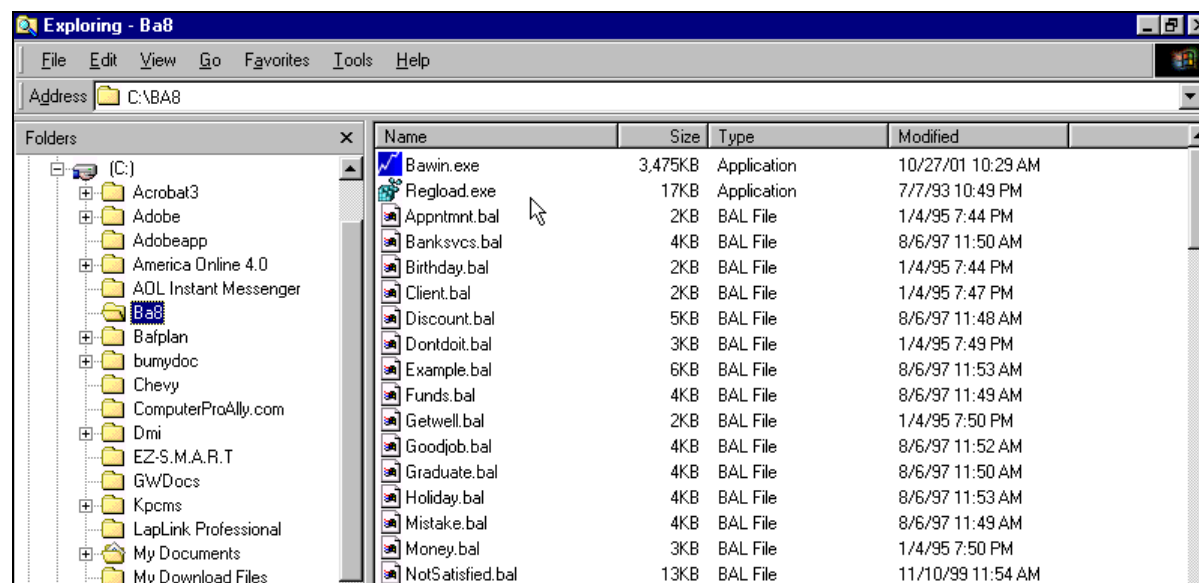 Exploring - Ba8
File Edit View Go Favorites Tools Help
Address C:\BA8
Folders
(C:)
Acrobat3
Adobe
Adobeapp
America Online 4.0
AOL Instant Messenger
Ba8
Bafplan
bumydoc
Chevy
ComputerProAlly.com
Dmi
EZ-S.M.A.R.T
GWDocs
Kpcms
LapLink Professional
My Documents
My Download Files
Name Size Type Modified
Bawin.exe 3,475KB Application 10/27/01 10:29 AM
Regload.exe 17KB Application 7/7/93 10:49 PM
Appntmnt.bal 2KB BAL File 1/4/95 7:44 PM
Banksvcs.bal 4KB BAL File 8/6/97 11:50 AM
Birthday.bal 2KB BAL File 1/4/95 7:44 PM
Client.bal 2KB BAL File 1/4/95 7:47 PM
Discount.bal 5KB BAL File 8/6/97 11:48 AM
Dontdoit.bal 3KB BAL File 1/4/95 7:49 PM
Example.bal 6KB BAL File 8/6/97 11:53 AM
Funds.bal 4KB BAL File 8/6/97 11:49 AM
Getwell.bal 2KB BAL File 1/4/95 7:50 PM
Goodjob.bal 4KB BAL File 8/6/97 11:52 AM
Graduate.bal 4KB BAL File 8/6/97 11:50 AM
Holiday.bal 4KB BAL File 8/6/97 11:53 AM
Mistake.bal 4KB BAL File 8/6/97 11:49 AM
Money.bal 3KB BAL File 1/4/95 7:50 PM
NotSatisfied.bal 13KB BAL File 11/10/99 11:54 AM